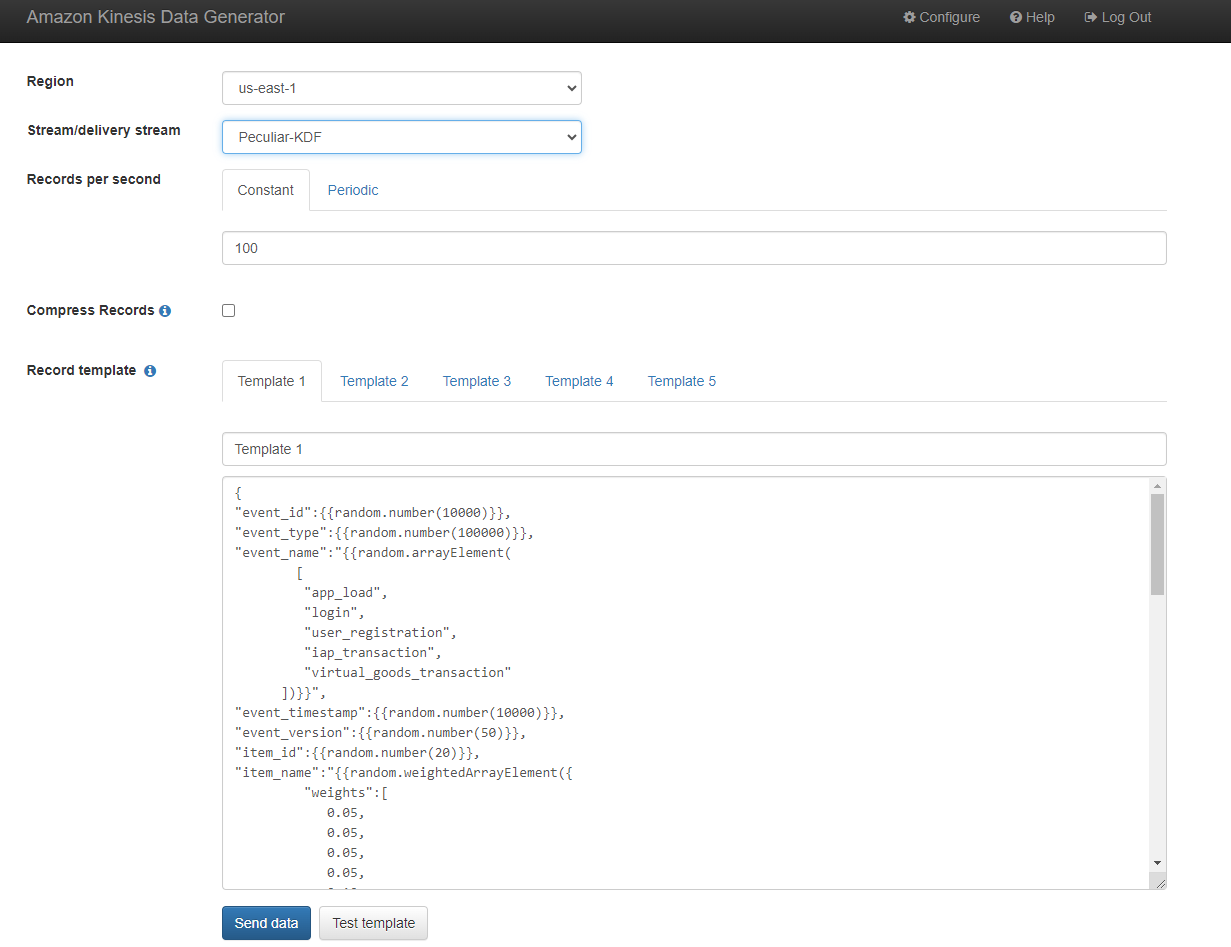 Amazon Kinesis Data Generator
Configure
Help
Log Out
Region
us-east-1
Stream/delivery stream
Peculiar-KDF
Records per second
Constant
Periodic
100
Compress Records
Record template
Template 1
Template 2
Template 3
Template 4
Template 5
Template 1
{
"event_id":{{random.number(10000)}},
"event_type":{{random.number(100000)}},
"event_name":"{{random.arrayElement(
[
"app_load",
"login",
"user_registration",
"iap_transaction",
"virtual_goods_transaction"
])}}",
"event_timestamp":{{random.number(10000)}},
"event_version":{{random.number(50)}},
"item_id":{{random.number(20)}},
"item_name":"{{random.weightedArrayElement({
"weights":[
0.05,
0.05,
0.05,
0.05,
Send data
Test template